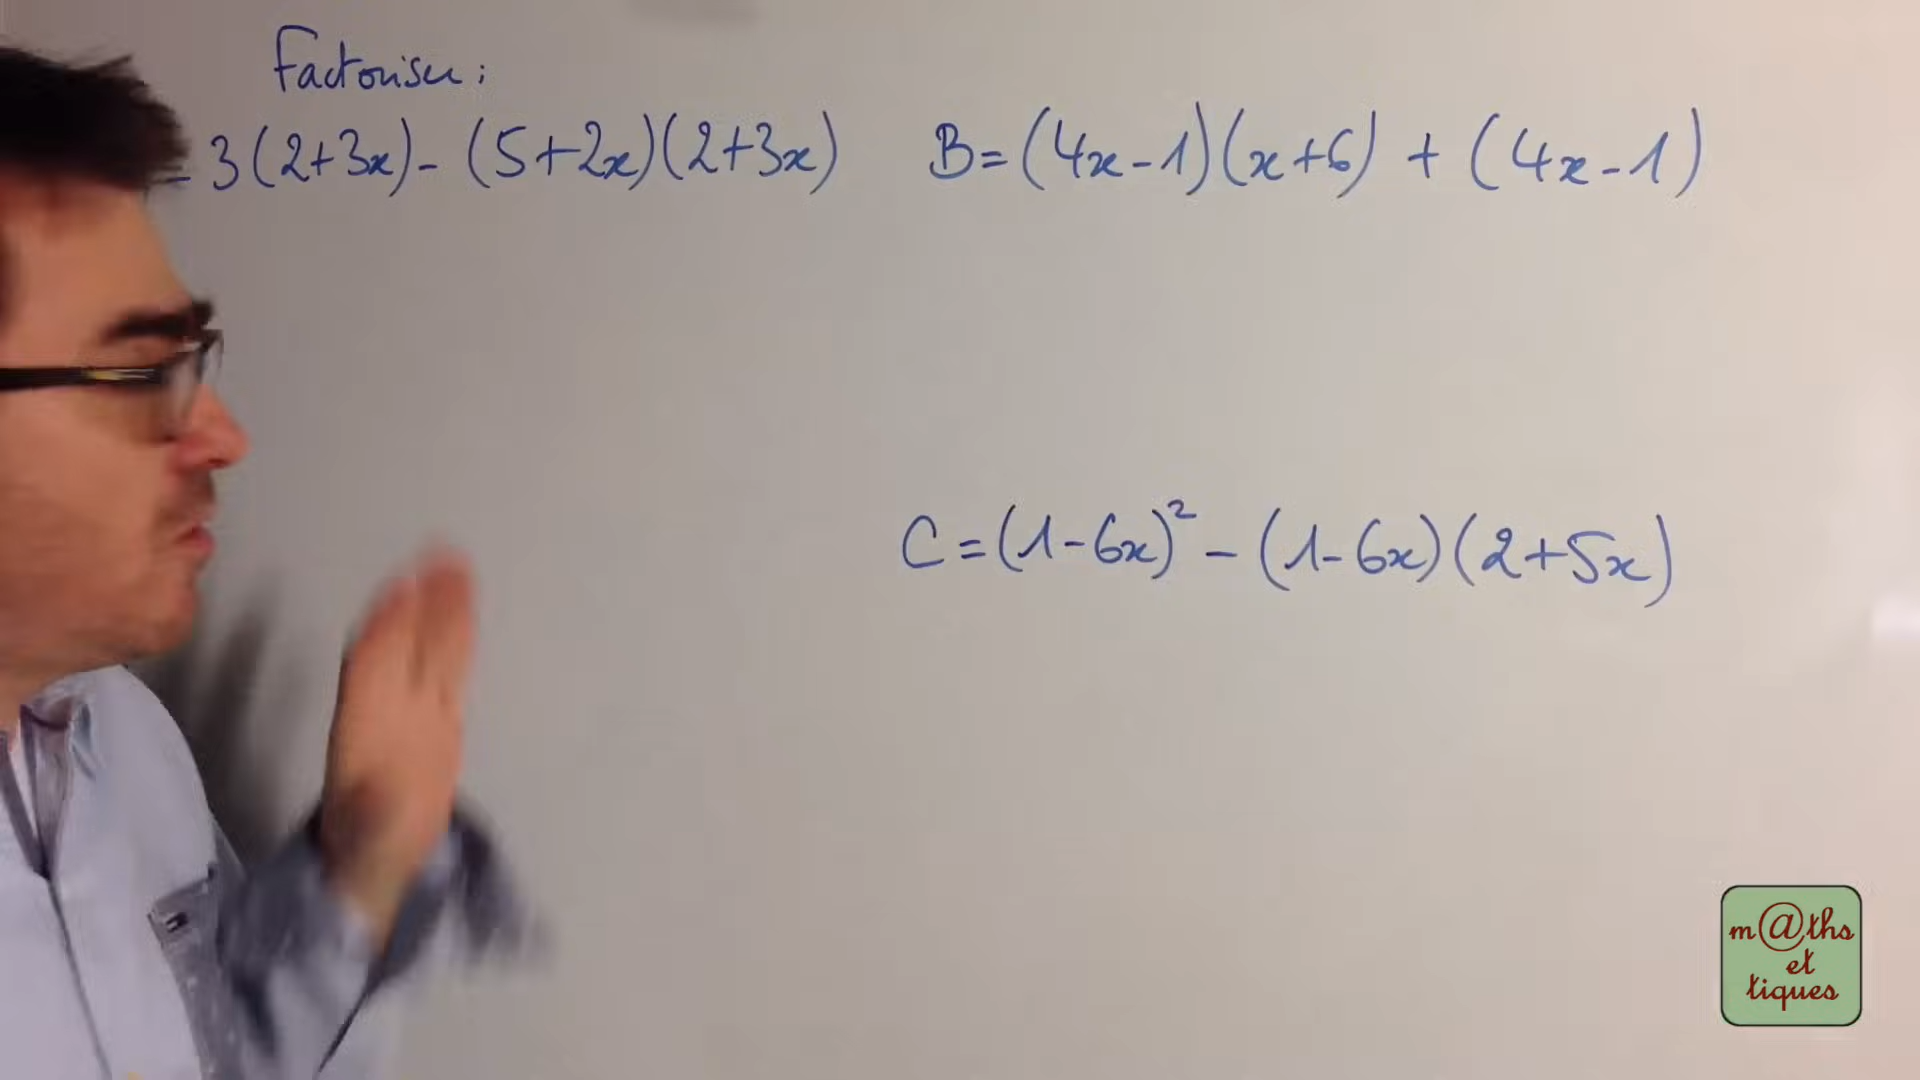 Factoriser :
= 3(2+3x) - (5+2x)(2+3x) B = (4x-1)(x+6) + (4x-1)
C = (1-6x)² - (1-6x)(2+5x)
m@ths
et
tiques